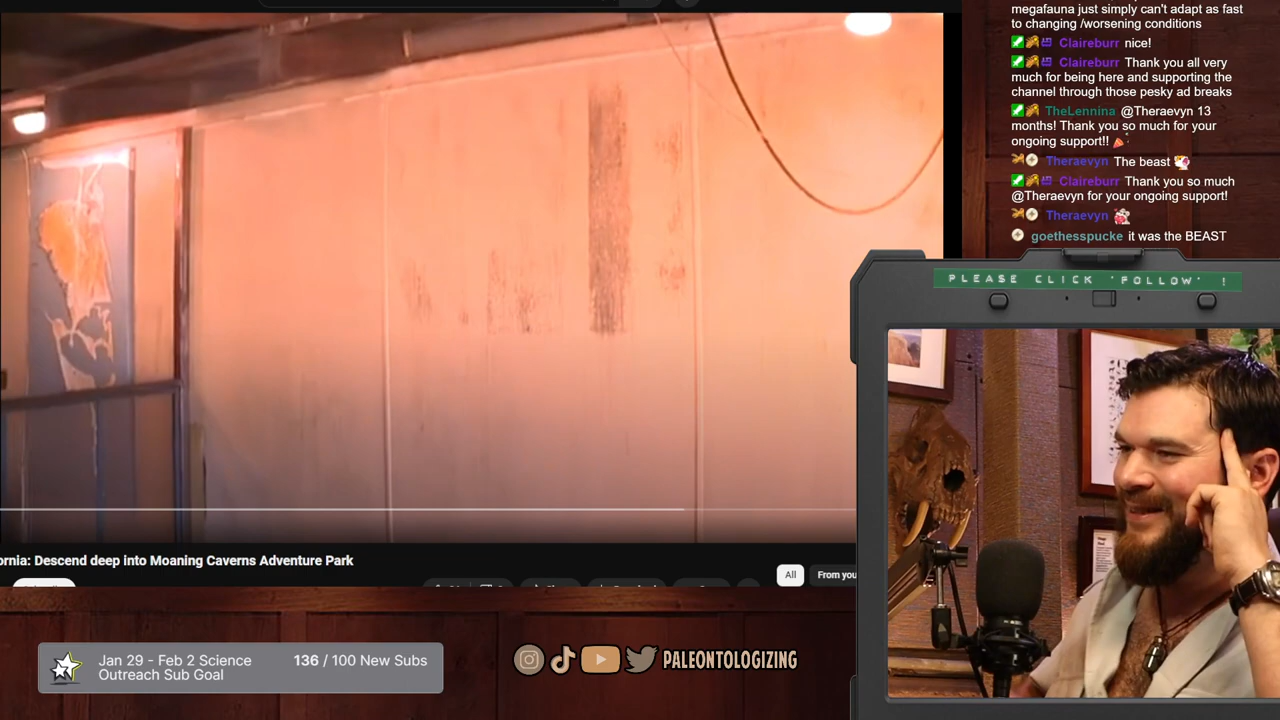 megafauna just simply can't adapt as fast
to changing /worsening conditions
Claireburr nice!
Claireburr Thank you all very
much for being here and supporting the
channel through those pesky ad breaks
TheLennina @Theraevyn 13
months! Thank you so much for your
ongoing support!!
Theraevyn The beast
Claireburr Thank you so much
@Theraevyn for your ongoing support!
Theraevyn
goethesspucke it was the BEAST
PLEASE CLICK 'FOLLOW' !
ornia: Descend deep into Moaning Caverns Adventure Park
All
From you
Jan 29 - Feb 2 Science
Outreach Sub Goal
136 / 100 New Subs
PALEONTOLOGIZING